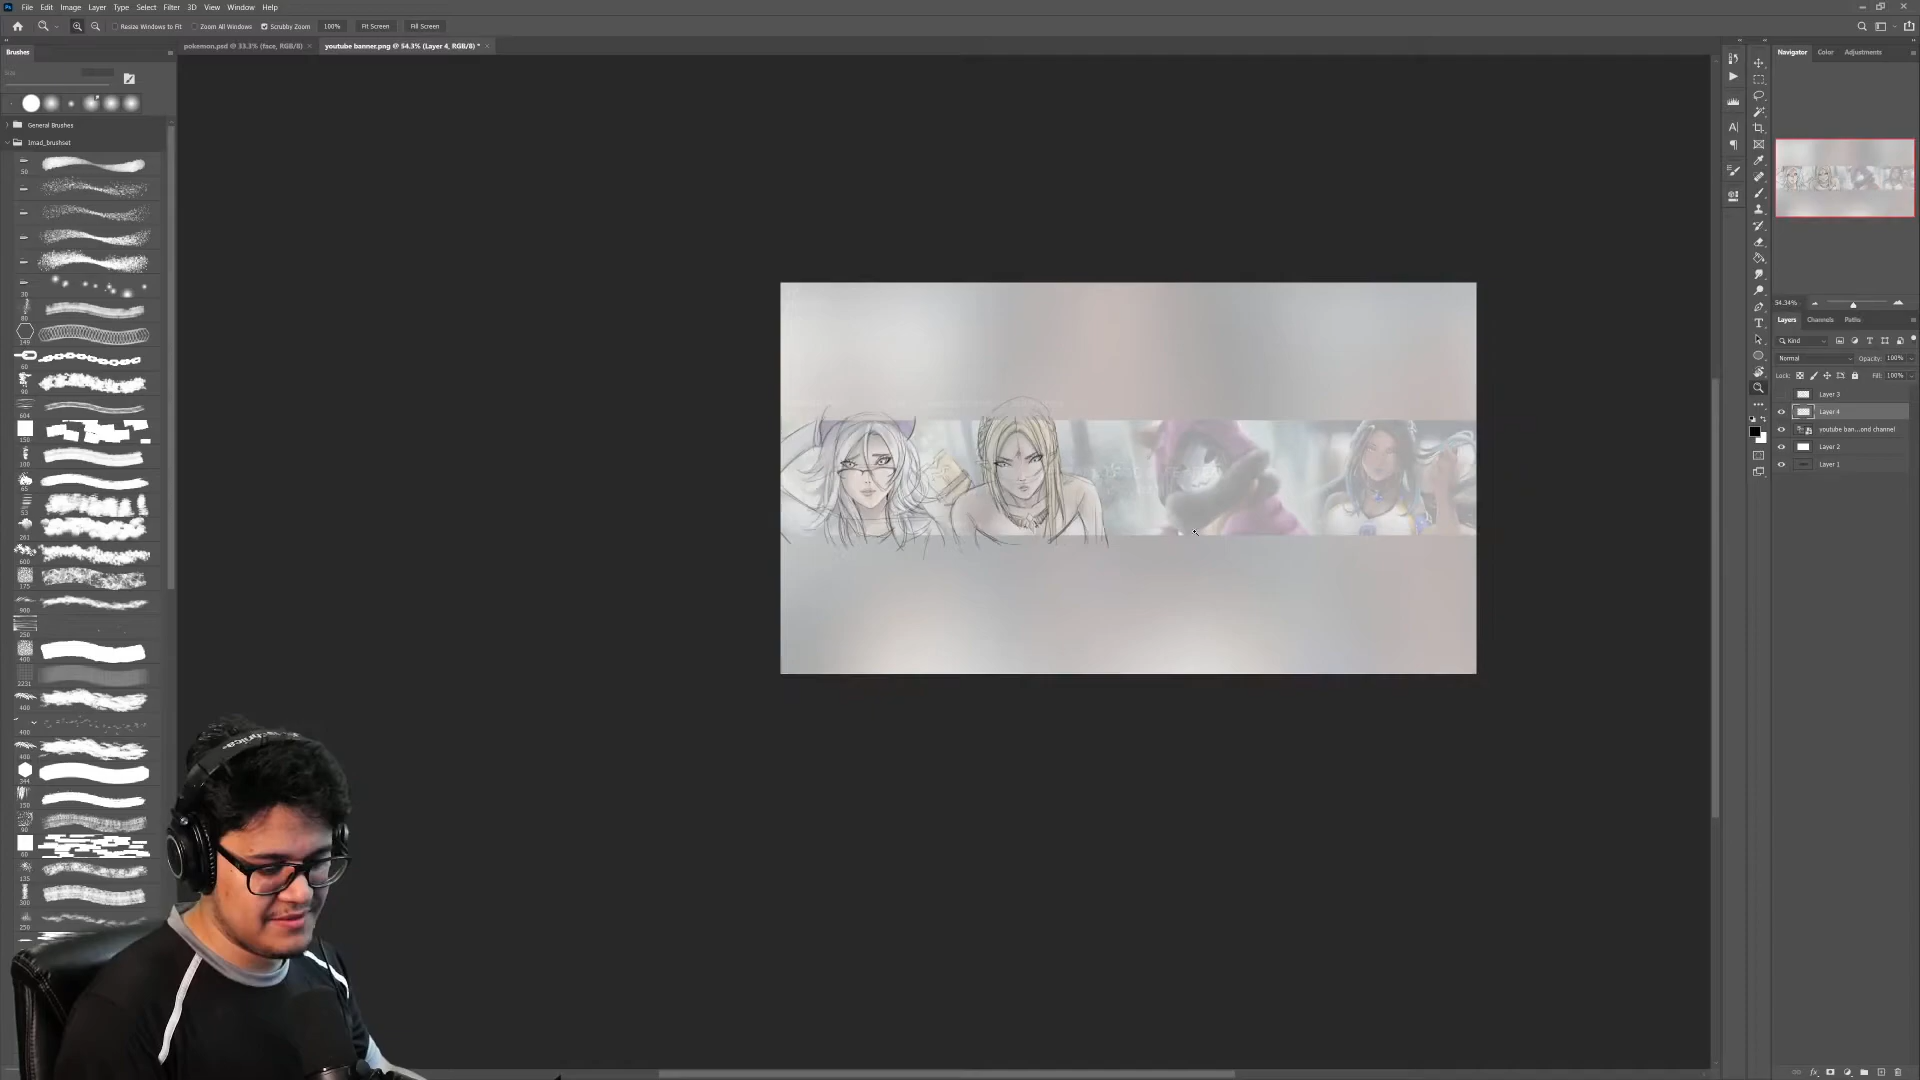 File Edit Image Layer Type Select Filter 3D View Window Help
Resize Windows to Fit Zoom All Windows Scrubby Zoom 100% Fit Screen Fill Screen
pokemon.psd @ 33.3% (face, RGB/8) × youtube banner.png @ 54.3% (Layer 4, RGB/8) * ×
Brushes
Size
General Brushes
Imad_brushset
50
30
80
149
60
90
604
150
100
65
53
261
600
175
900
250
400
2231
400
400
400
344
150
90
60
135
300
250
Navigator Color Adjustments
54.34%
Layers Channels Paths
Kind
Normal Opacity: 100%
Lock: Fill: 100%
Layer 3
Layer 4
youtube ban...ond channel
Layer 2
Layer 1